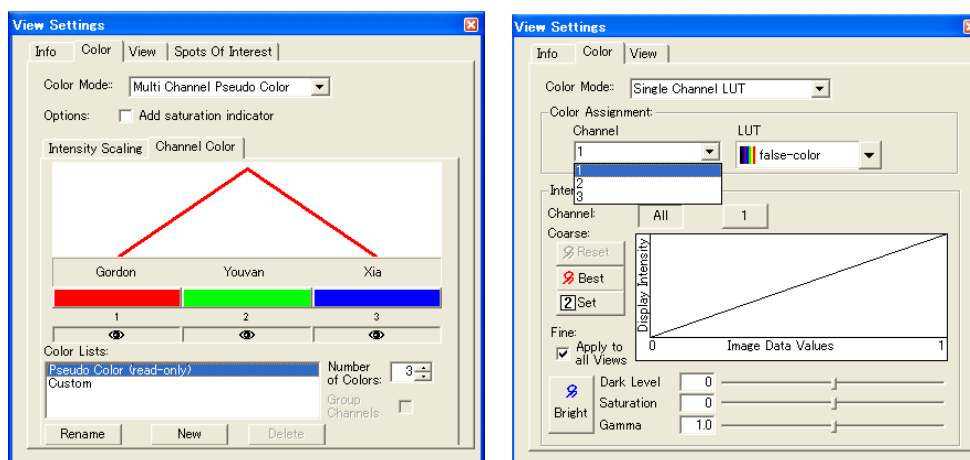 View Settings
Info Color View Spots Of Interest
Color Mode:: Multi Channel Pseudo Color
Options: Add saturation indicator
Intensity Scaling Channel Color
Gordon Youvan Xia
1 2 3
Color Lists:
Pseudo Color (read-only)
Custom
Number of Colors: 3
Group Channels
Rename New Delete
View Settings
Info Color View
Color Mode:: Single Channel LUT
Color Assignment:
Channel LUT
1 false-color
1
2
3
Inter
Channel: All 1
Coarse:
Reset
Best
2 Set
Fine:
Apply to all Views
Display Intensity
0 Image Data Values 1
Bright
Dark Level 0
Saturation 0
Gamma 1.0